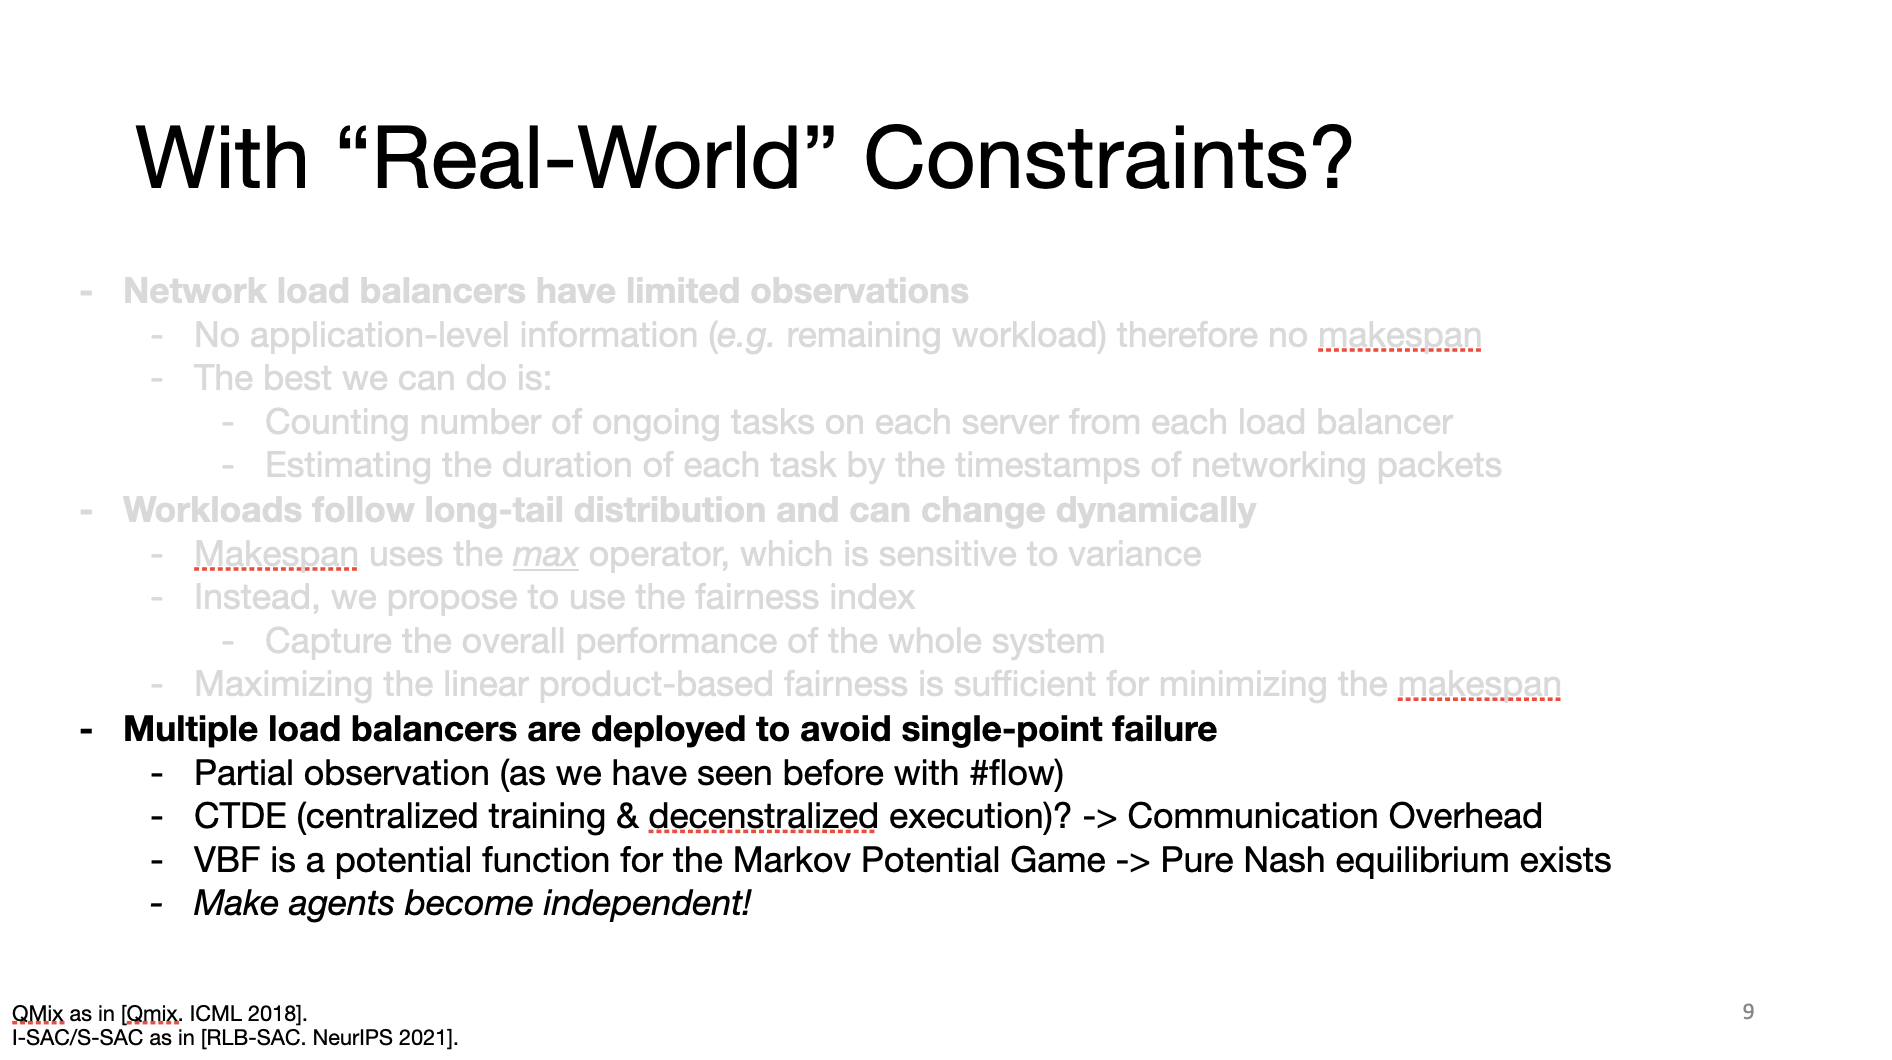 With “Real-World” Constraints?
- Network load balancers have limited observations
- No application-level information (e.g. remaining workload) therefore no makespan
- The best we can do is:
- Counting number of ongoing tasks on each server from each load balancer
- Estimating the duration of each task by the timestamps of networking packets
- Workloads follow long-tail distribution and can change dynamically
- Makespan uses the max operator, which is sensitive to variance
- Instead, we propose to use the fairness index
- Capture the overall performance of the whole system
- Maximizing the linear product-based fairness is sufficient for minimizing the makespan
- Multiple load balancers are deployed to avoid single-point failure
- Partial observation (as we have seen before with #flow)
- CTDE (centralized training & decenstralized execution)? -> Communication Overhead
- VBF is a potential function for the Markov Potential Game -> Pure Nash equilibrium exists
- Make agents become independent!
QMix as in [Qmix. ICML 2018].
I-SAC/S-SAC as in [RLB-SAC. NeurIPS 2021].
9